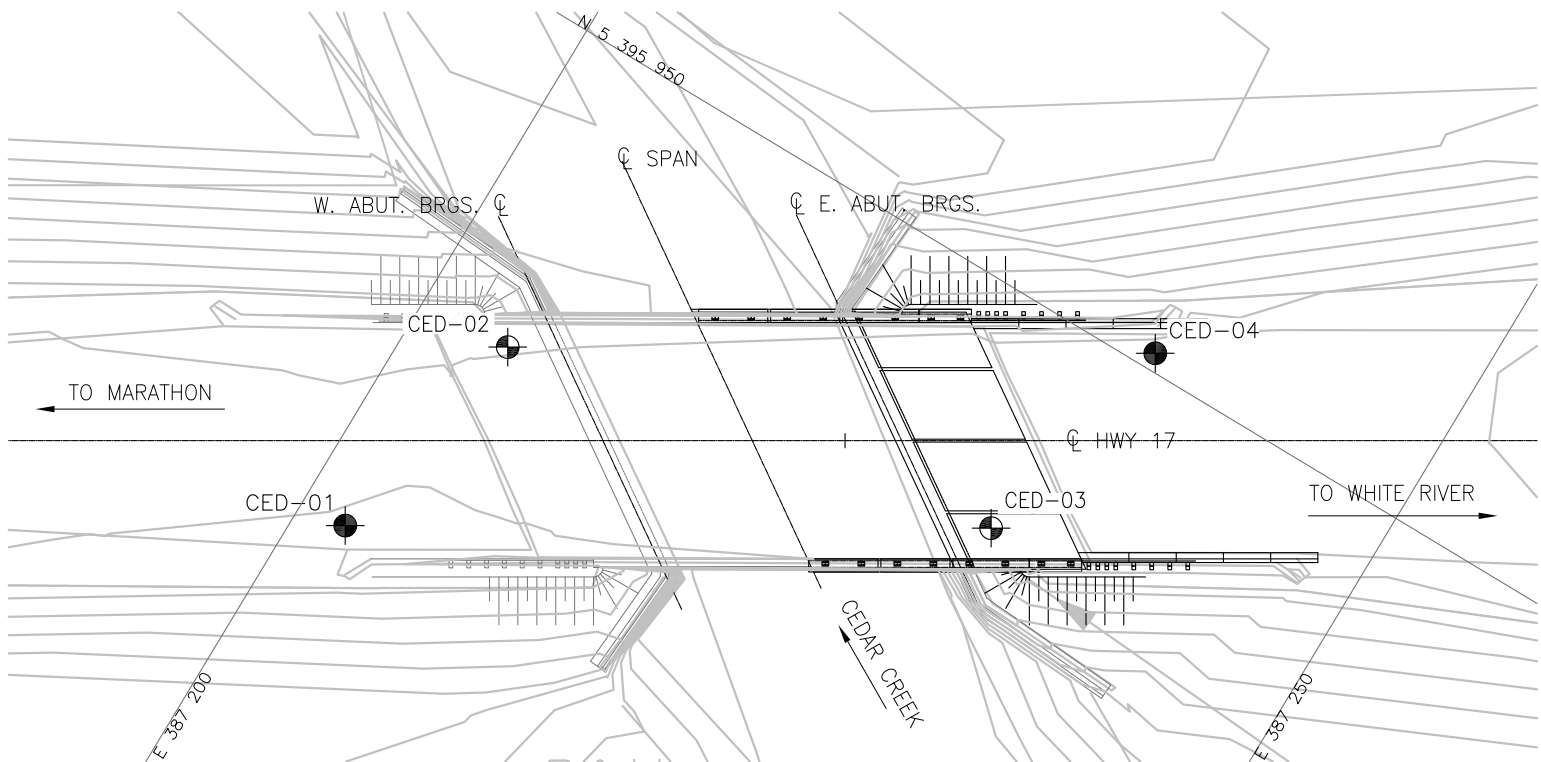 N 5 395 950
℄ SPAN
W. ABUT. BRGS. ℄
℄ E. ABUT. BRGS.
CED-02
CED-04
TO MARATHON
℄ HWY 17
CED-01
CED-03
TO WHITE RIVER
CEDAR CREEK
E 387 200
E 387 250